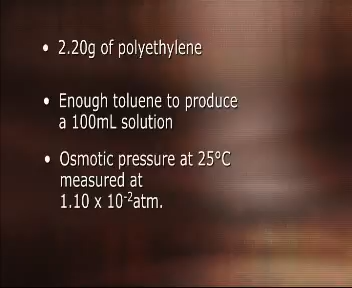 • 2.20g of polyethylene
• Enough toluene to produce
a 100mL solution
• Osmotic pressure at 25°C
measured at
1.10 x 10⁻²atm.